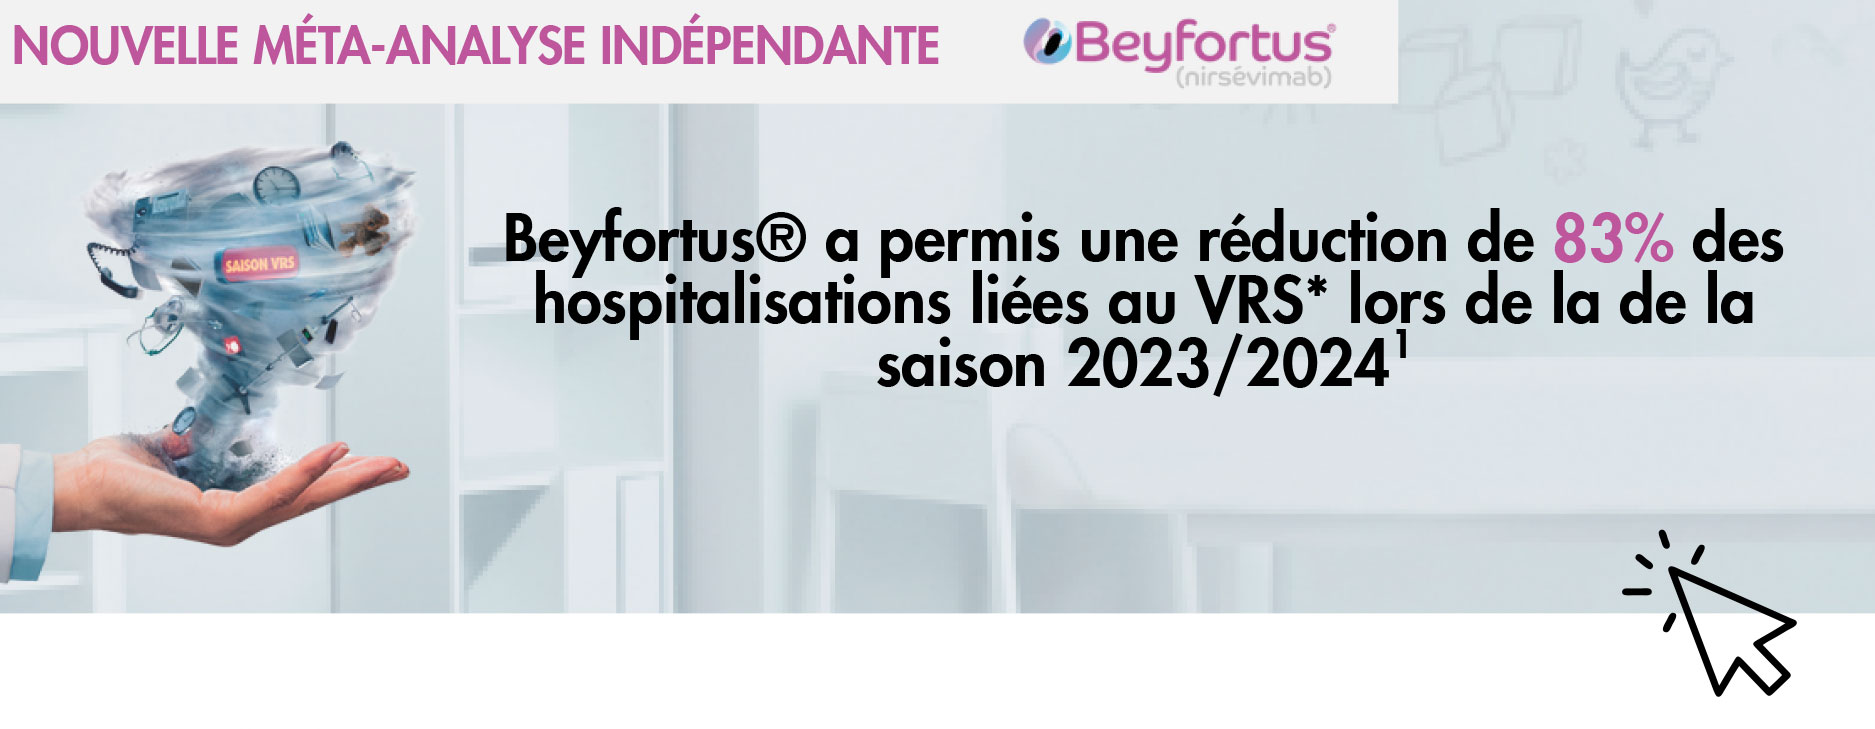 NOUVELLE MÉTA-ANALYSE INDÉPENDANTE
Beyfortus®
(nirsévimab)
SAISON VRS
Beyfortus® a permis une réduction de 83% des
hospitalisations liées au VRS* lors de la de la
saison 2023/2024¹